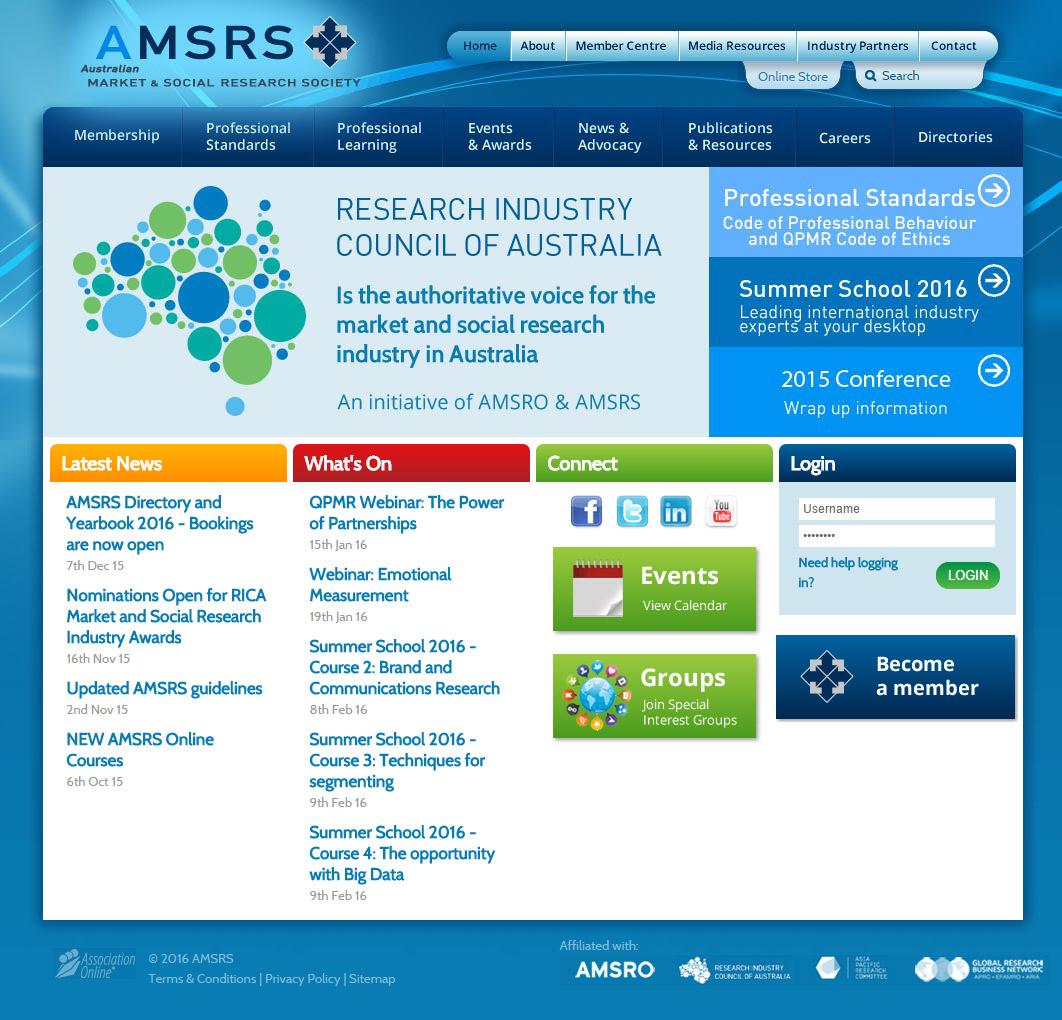 AMSRS
Australian
MARKET & SOCIAL RESEARCH SOCIETY
Home
About
Member Centre
Media Resources
Industry Partners
Contact
Online Store
Search
Membership
Professional
Standards
Professional
Learning
Events
& Awards
News &
Advocacy
Publications
& Resources
Careers
Directories
RESEARCH INDUSTRY
COUNCIL OF AUSTRALIA
Is the authoritative voice for the
market and social research
industry in Australia
An initiative of AMSRO & AMSRS
Professional Standards
Code of Professional Behaviour
and QPMR Code of Ethics
Summer School 2016
Leading international industry
experts at your desktop
2015 Conference
Wrap up information
Latest News
AMSRS Directory and
Yearbook 2016 - Bookings
are now open
7th Dec 15
Nominations Open for RICA
Market and Social Research
Industry Awards
16th Nov 15
Updated AMSRS guidelines
2nd Nov 15
NEW AMSRS Online
Courses
6th Oct 15
What's On
QPMR Webinar: The Power
of Partnerships
15th Jan 16
Webinar: Emotional
Measurement
19th Jan 16
Summer School 2016 -
Course 2: Brand and
Communications Research
8th Feb 16
Summer School 2016 -
Course 3: Techniques for
segmenting
9th Feb 16
Summer School 2016 -
Course 4: The opportunity
with Big Data
9th Feb 16
Connect
You
Tube
Events
View Calendar
Groups
Join Special
Interest Groups
Login
Username
••••••••
Need help logging
in?
LOGIN
Become
a member
Association
Online
© 2016 AMSRS
Terms & Conditions | Privacy Policy | Sitemap
Affiliated with:
AMSRO
RESEARCH INDUSTRY
COUNCIL OF AUSTRALIA
ASIA
PACIFIC
RESEARCH
COMMITTEE
GLOBAL RESEARCH
BUSINESS NETWORK
APRC • EFAMRO • ARIA